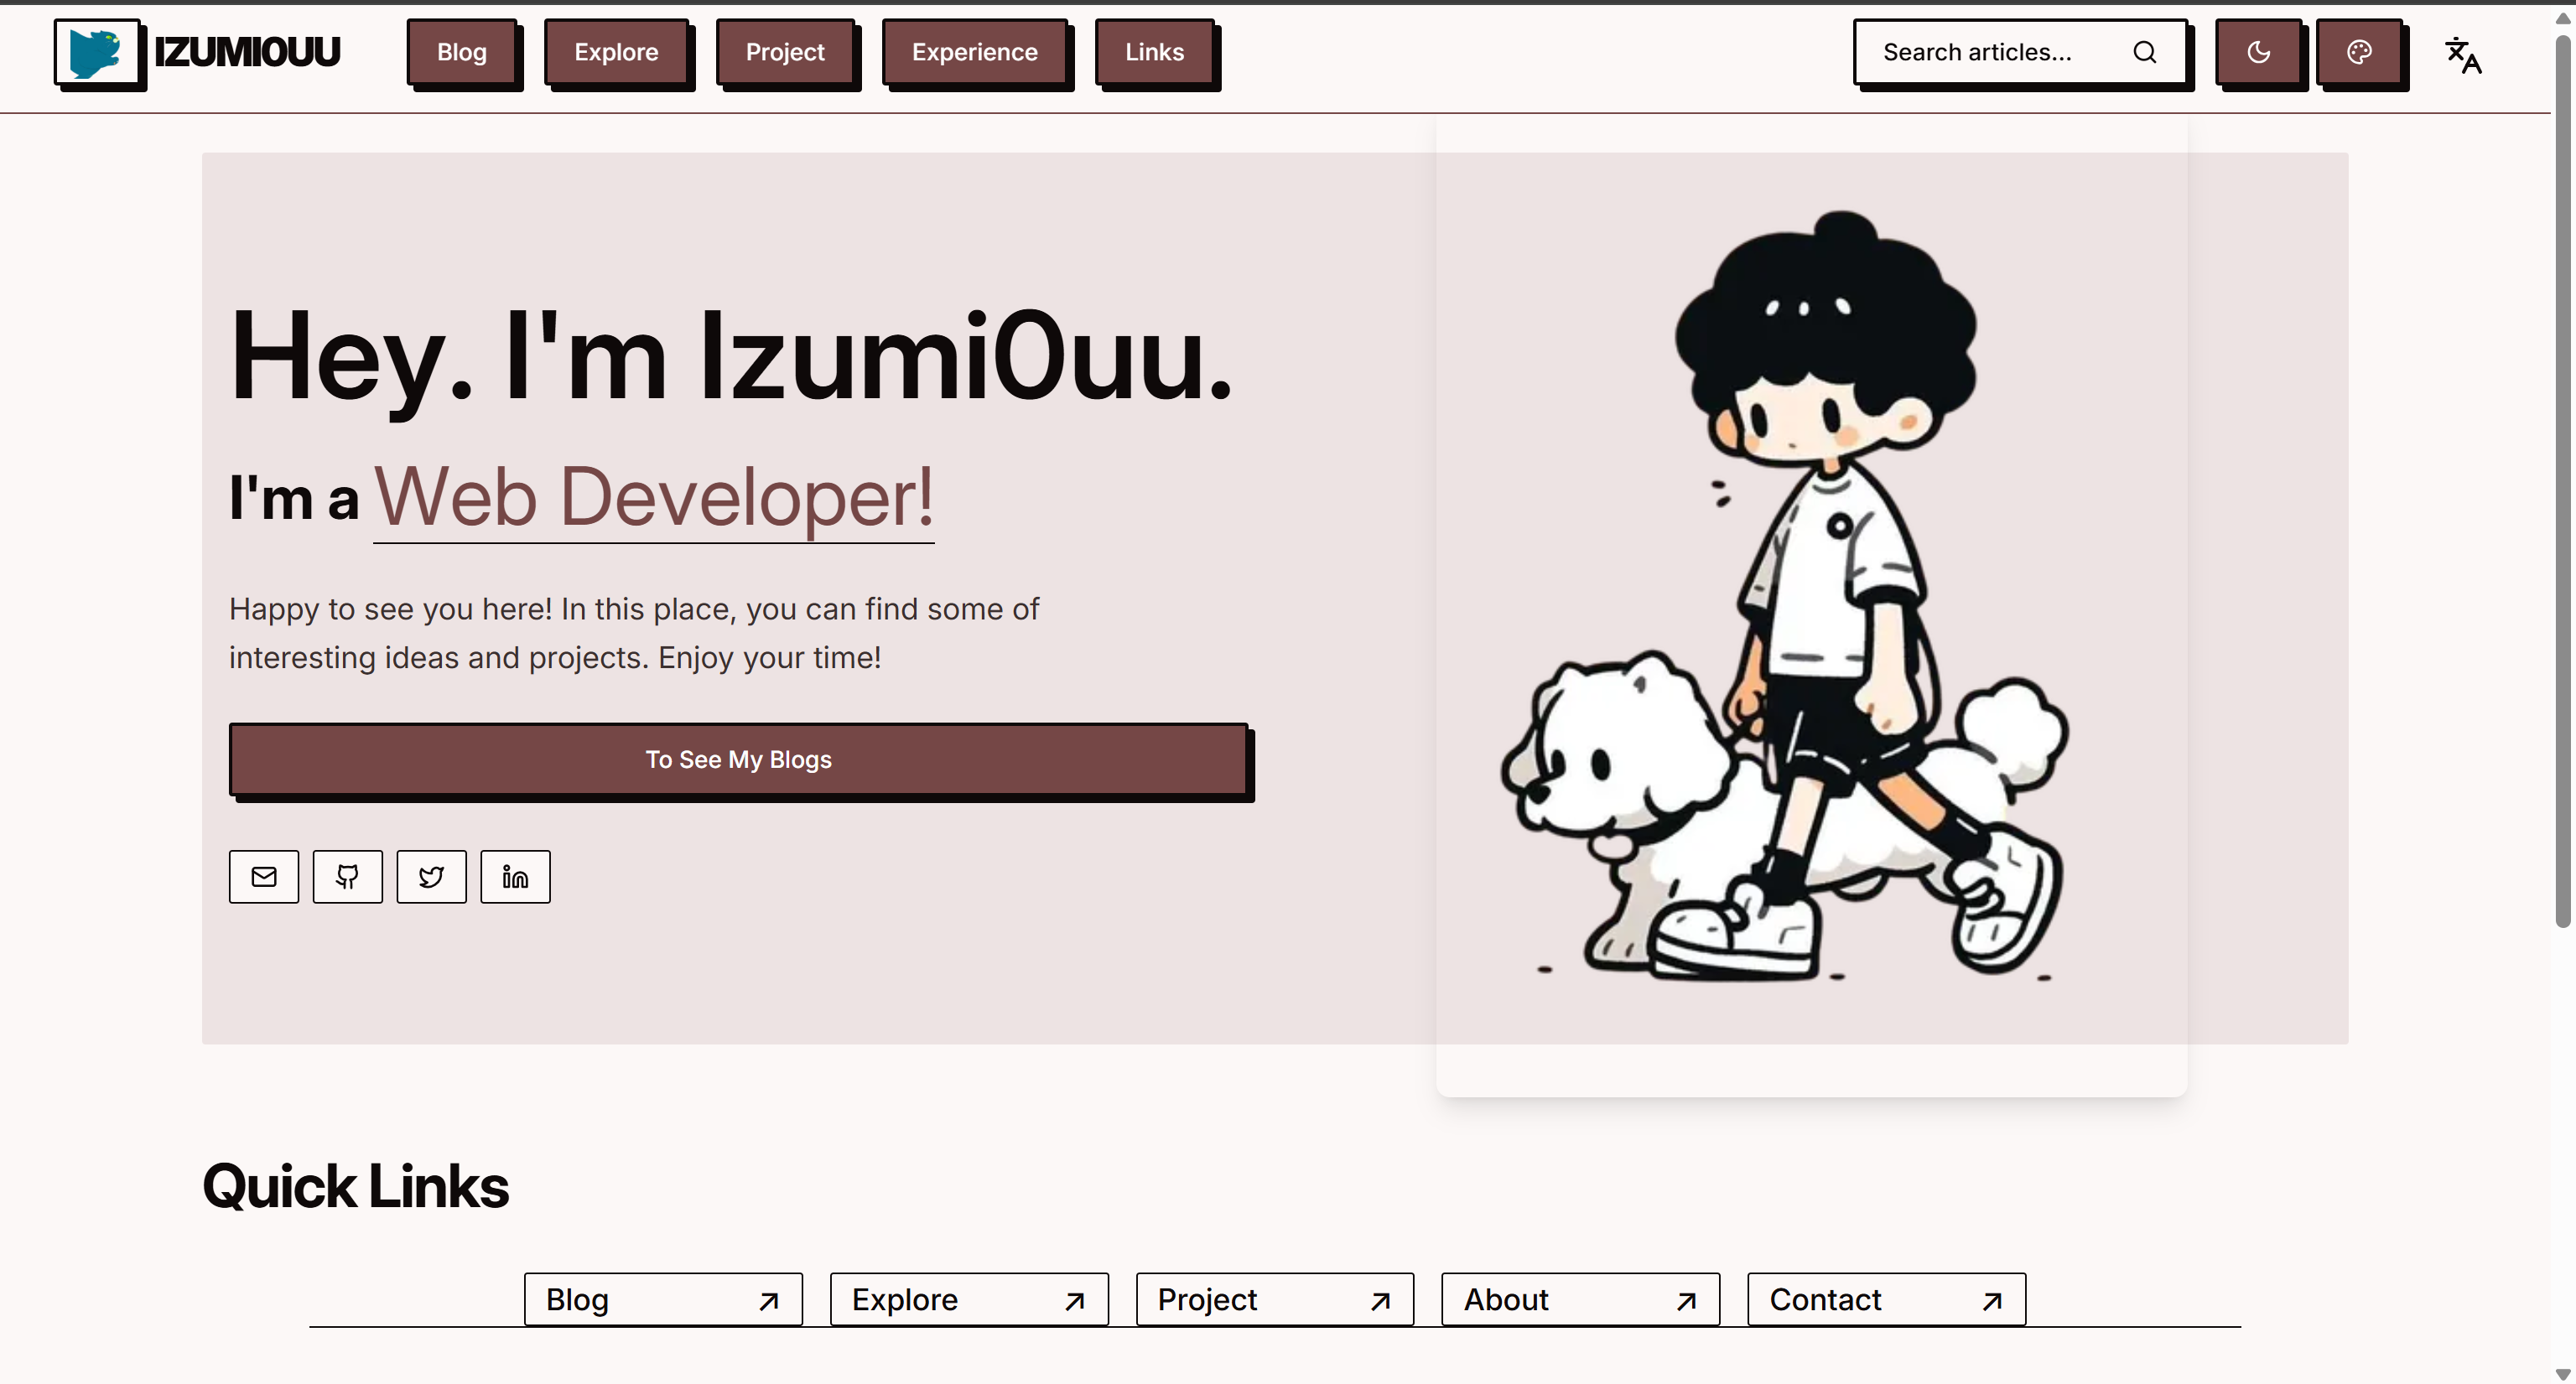 IZUMI0UU
Blog
Explore
Project
Experience
Links
Search articles...
Hey. I'm Izumi0uu.
I'm a Web Developer!
Happy to see you here! In this place, you can find some of
interesting ideas and projects. Enjoy your time!
To See My Blogs
Quick Links
Blog
Explore
Project
About
Contact